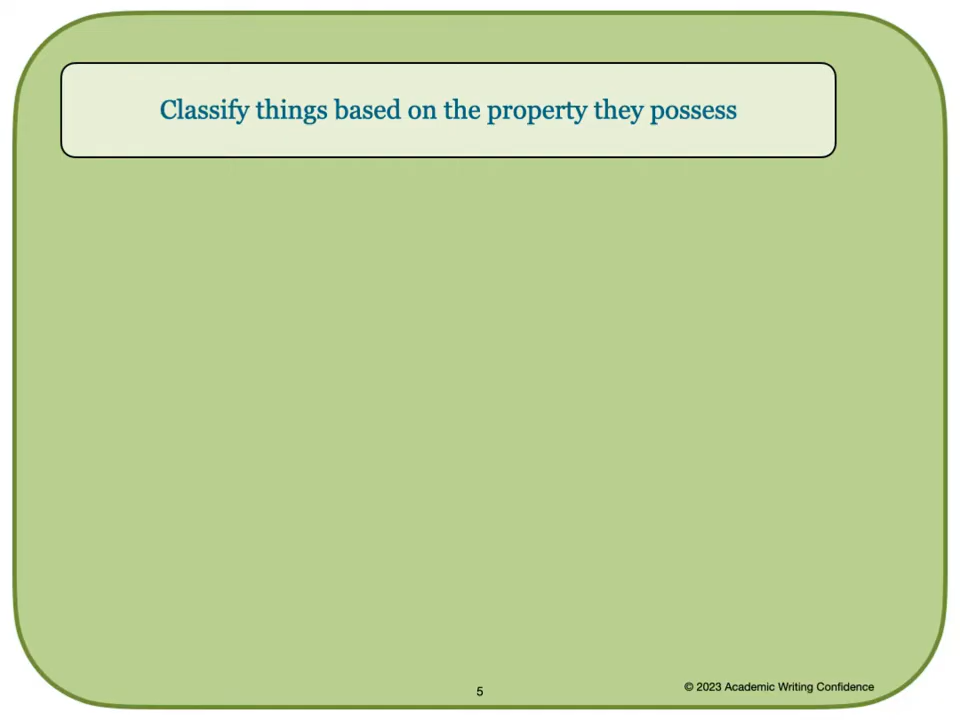 Classify things based on the property they possess
5
© 2023 Academic Writing Confidence